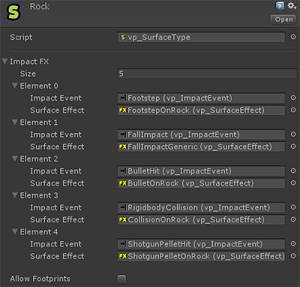 Rock
Open
Script vp_SurfaceType
Impact FX
Size 5
Element 0
Impact Event Footstep (vp_ImpactEvent)
Surface Effect FootstepOnRock (vp_SurfaceEffect)
Element 1
Impact Event FallImpact (vp_ImpactEvent)
Surface Effect FallImpactGeneric (vp_SurfaceEffect)
Element 2
Impact Event BulletHit (vp_ImpactEvent)
Surface Effect BulletOnRock (vp_SurfaceEffect)
Element 3
Impact Event RigidbodyCollision (vp_ImpactEvent)
Surface Effect CollisionOnRock (vp_SurfaceEffect)
Element 4
Impact Event ShotgunPelletHit (vp_ImpactEvent)
Surface Effect ShotgunPelletOnRock (vp_SurfaceEffect)
Allow Footprints